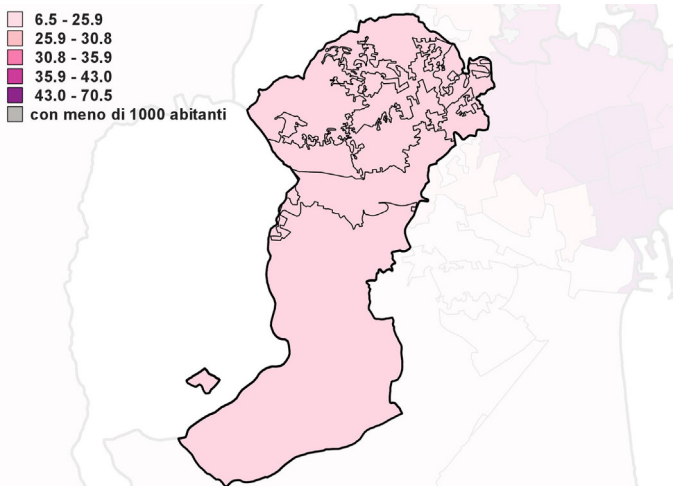 6.5 - 25.9
25.9 - 30.8
30.8 - 35.9
35.9 - 43.0
43.0 - 70.5
con meno di 1000 abitanti